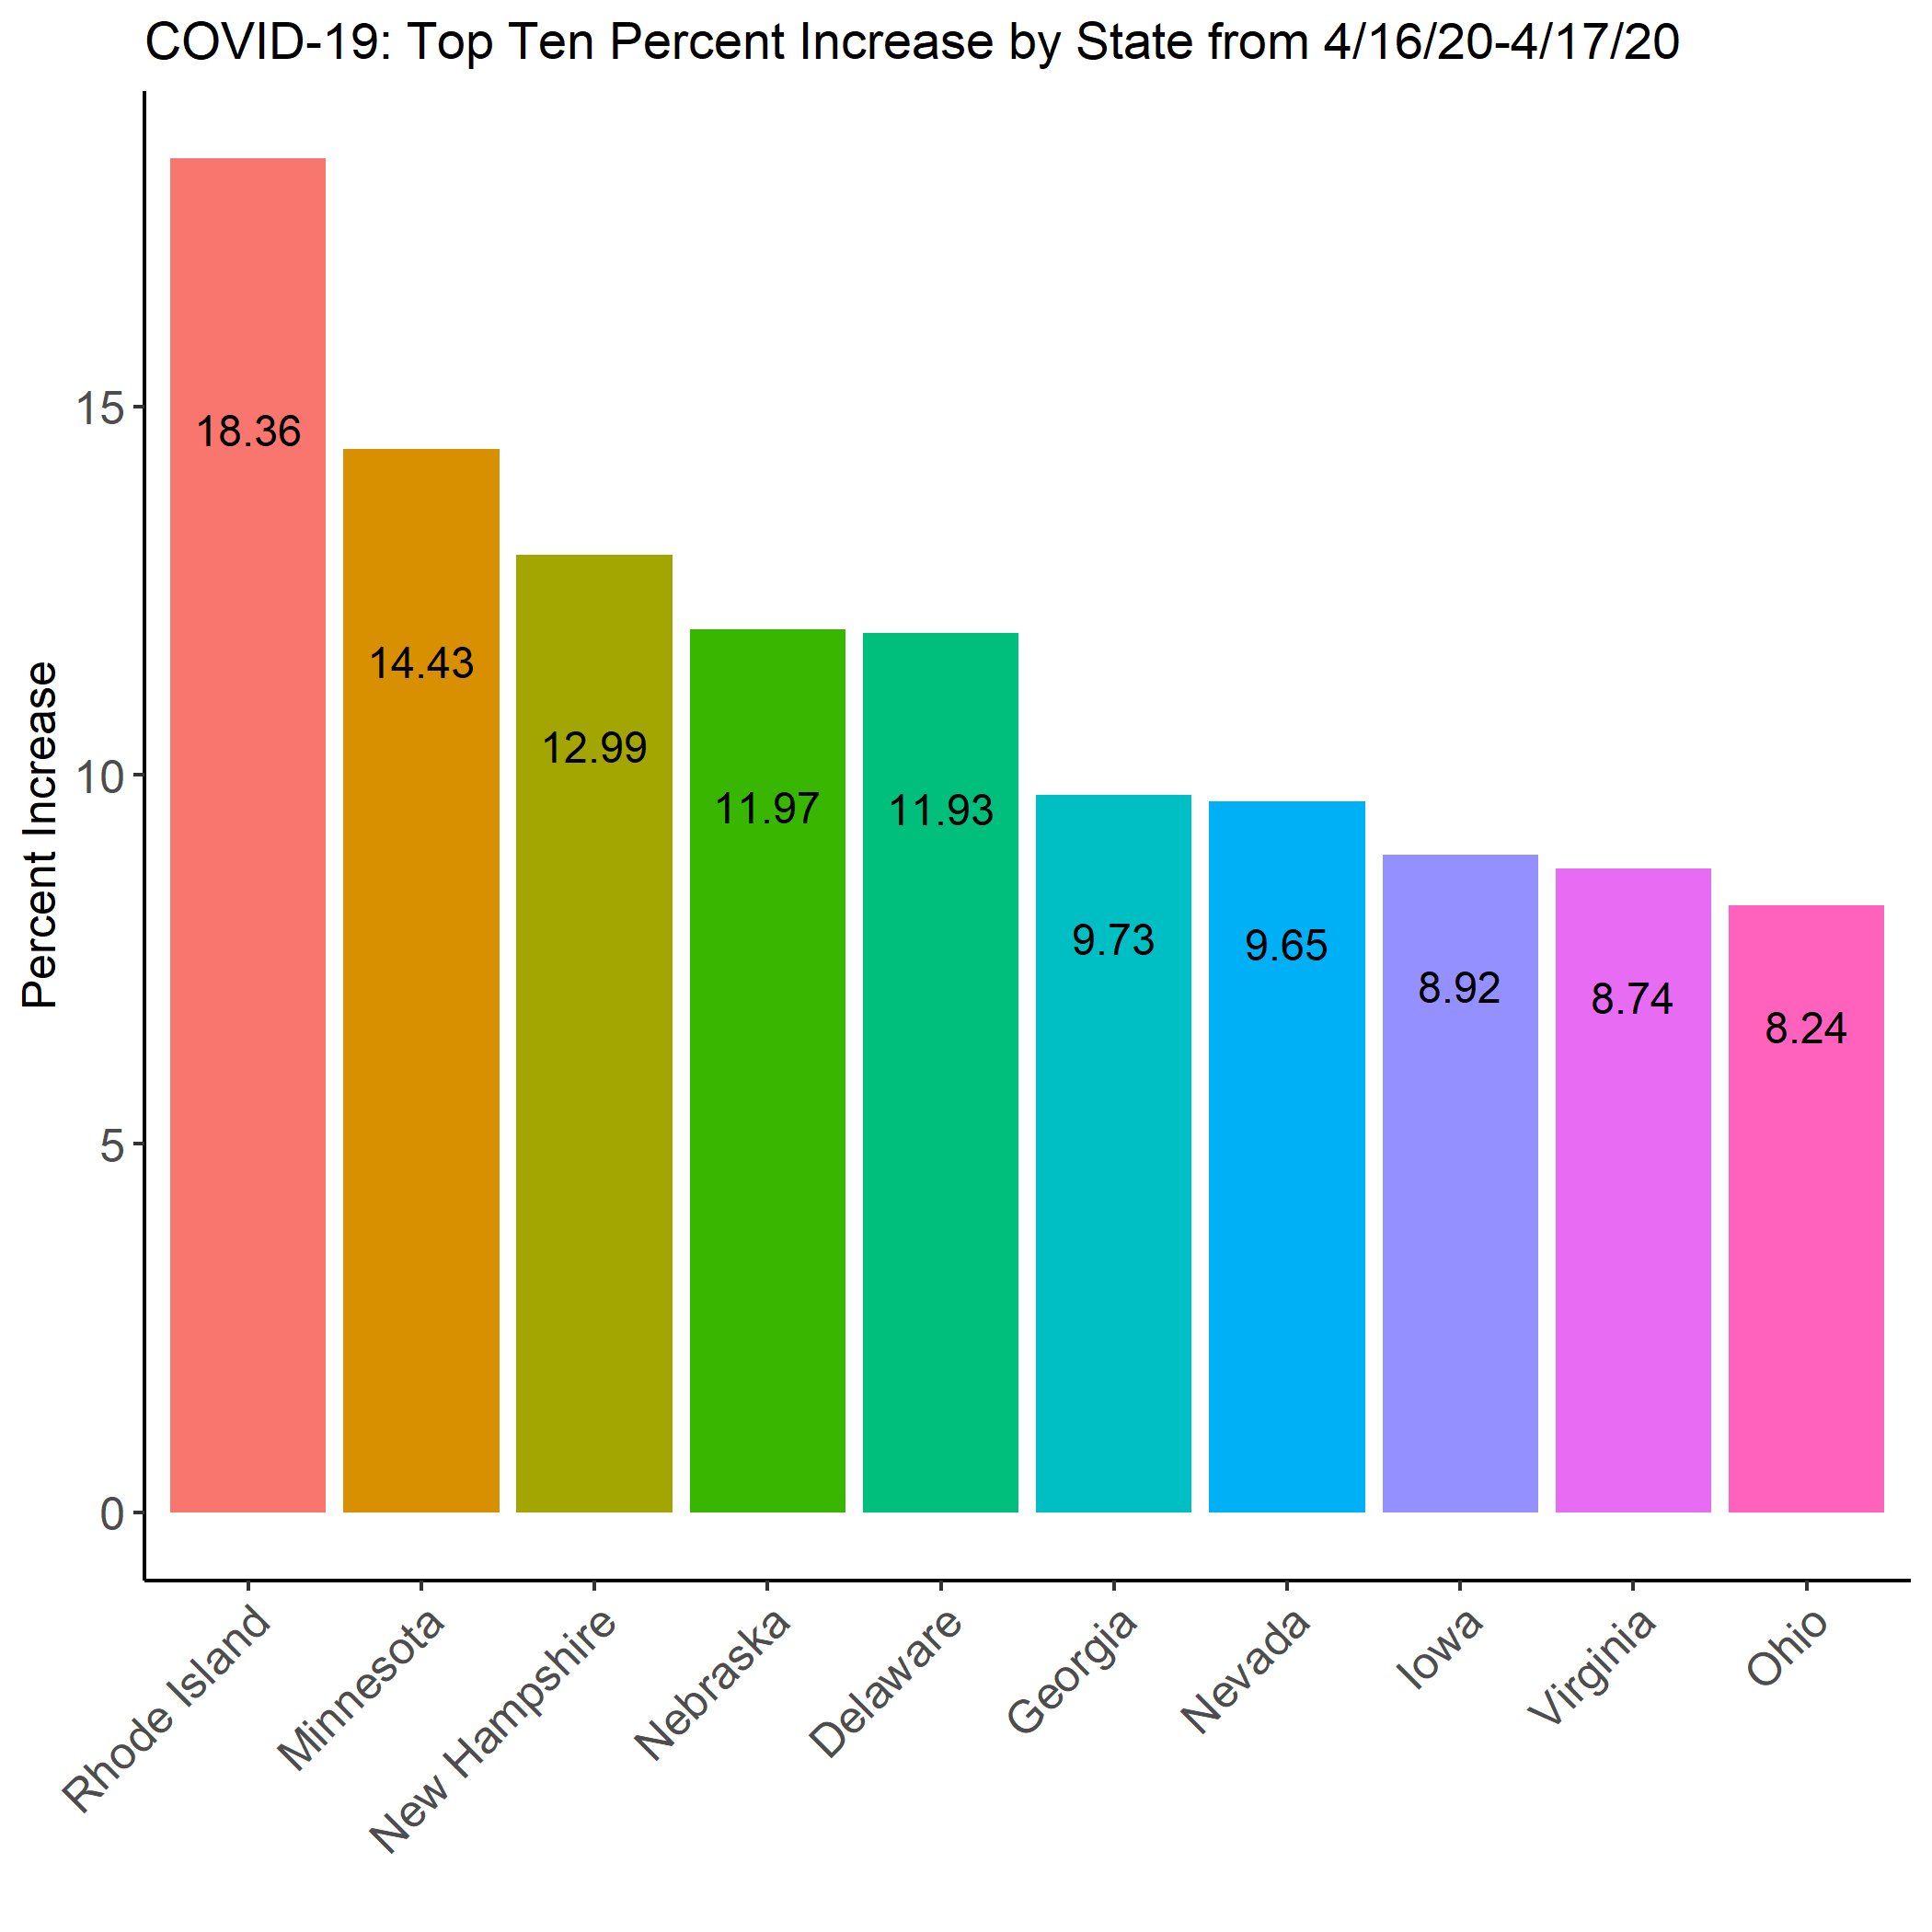 COVID-19: Top Ten Percent Increase by State from 4/16/20-4/17/20
Percent Increase
15
10
5
0
18.36
14.43
12.99
11.97
11.93
9.73
9.65
8.92
8.74
8.24
Rhode Island
Minnesota
New Hampshire
Nebraska
Delaware
Georgia
Nevada
Iowa
Virginia
Ohio